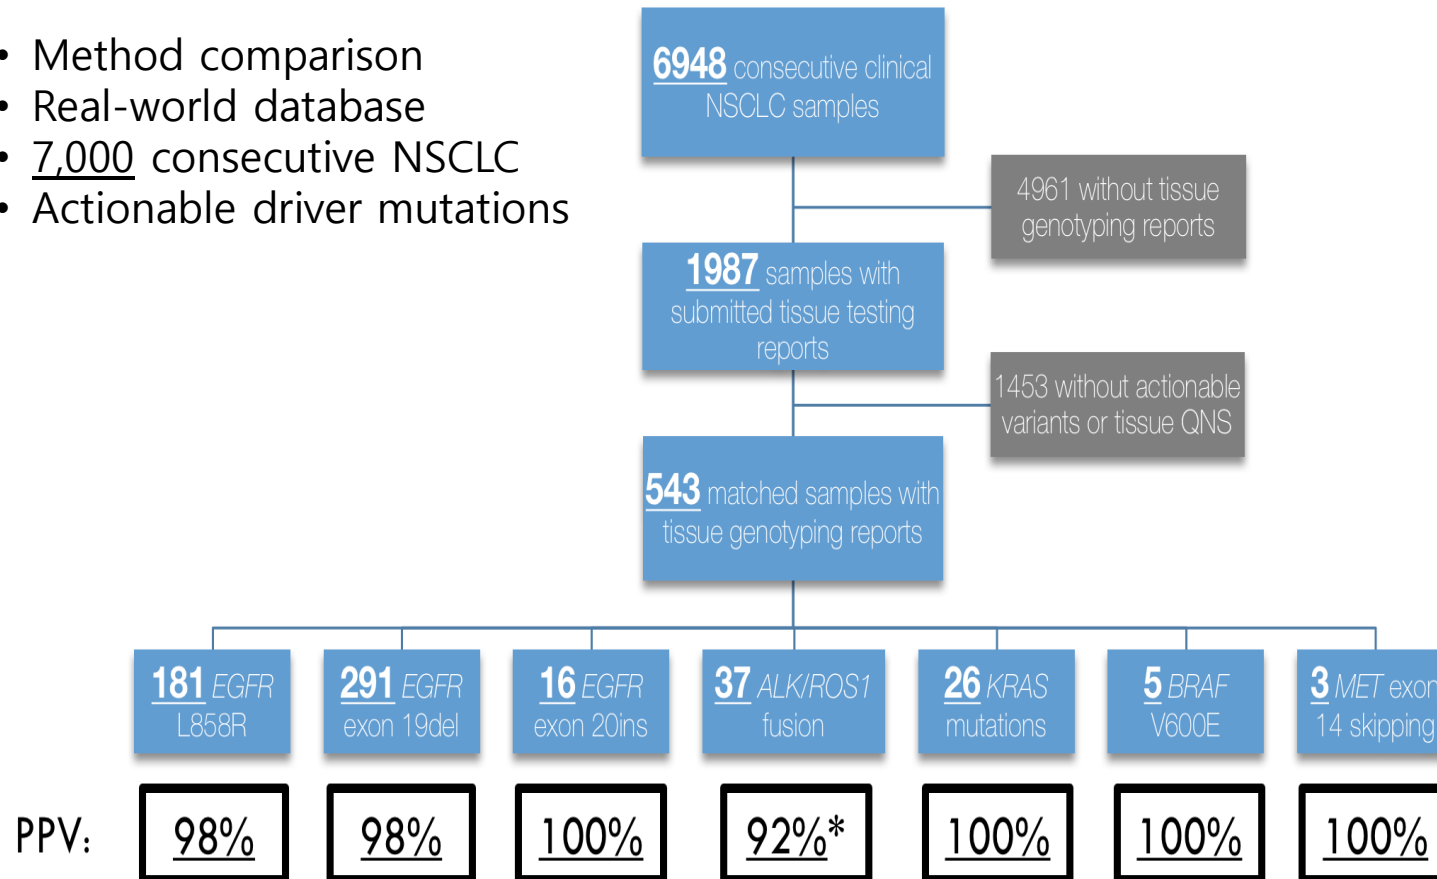 • Method comparison
• Real-world database
• 7,000 consecutive NSCLC
• Actionable driver mutations
6948 consecutive clinical
NSCLC samples
4961 without tissue
genotyping reports
1987 samples with
submitted tissue testing
reports
1453 without actionable
variants or tissue QNS
543 matched samples with
tissue genotyping reports
181 EGFR
L858R
291 EGFR
exon 19del
16 EGFR
exon 20ins
37 ALK/ROS1
fusion
26 KRAS
mutations
5 BRAF
V600E
3 MET exon
14 skipping
PPV:
98%
98%
100%
92%*
100%
100%
100%